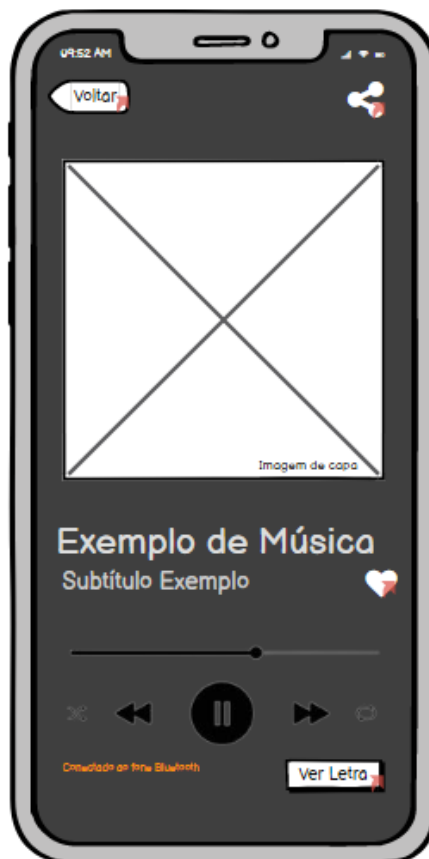 09:52 AM
Voltar
Imagem de capa
Exemplo de Música
Subtítulo Exemplo
Conectado ao fone Bluetooth
Ver Letra